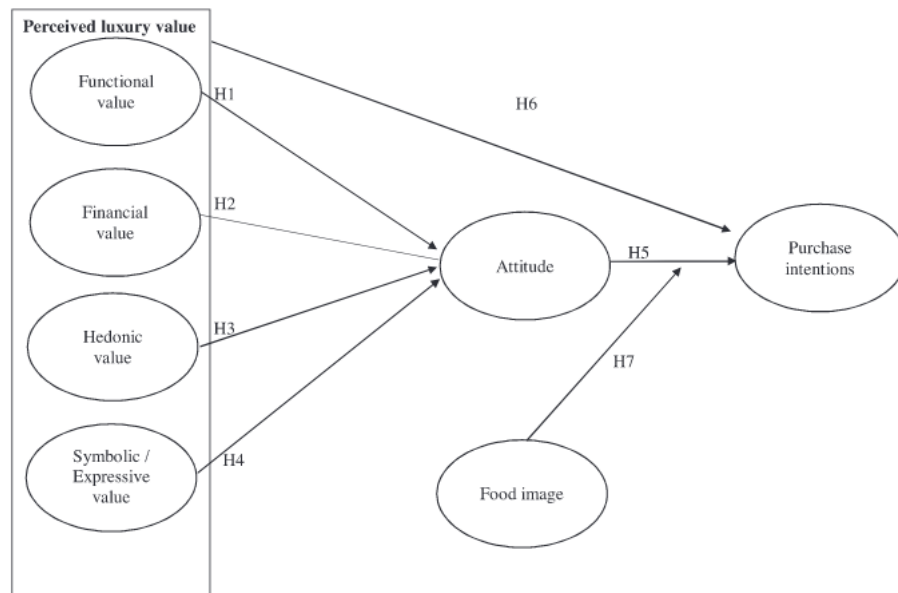 Perceived luxury value
Functional
value
H1
H6
Financial
value
H2
Attitude
H5
Purchase
intentions
Hedonic
value
H3
H7
Symbolic /
Expressive
value
H4
Food image